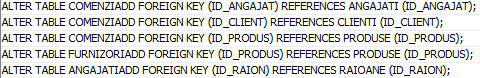 ALTER TABLE COMENZIADD FOREIGN KEY (ID_ANGAJAT) REFERENCES ANGAJATI (ID_ANGAJAT);
ALTER TABLE COMENZIADD FOREIGN KEY (ID_CLIENT) REFERENCES CLIENTI (ID_CLIENT);
ALTER TABLE COMENZIADD FOREIGN KEY (ID_PRODUS) REFERENCES PRODUSE (ID_PRODUS);
ALTER TABLE FURNIZORIADD FOREIGN KEY (ID_PRODUS) REFERENCES PRODUSE (ID_PRODUS);
ALTER TABLE ANGAJATIADD FOREIGN KEY (ID_RAION) REFERENCES RAIOANE (ID_RAION);